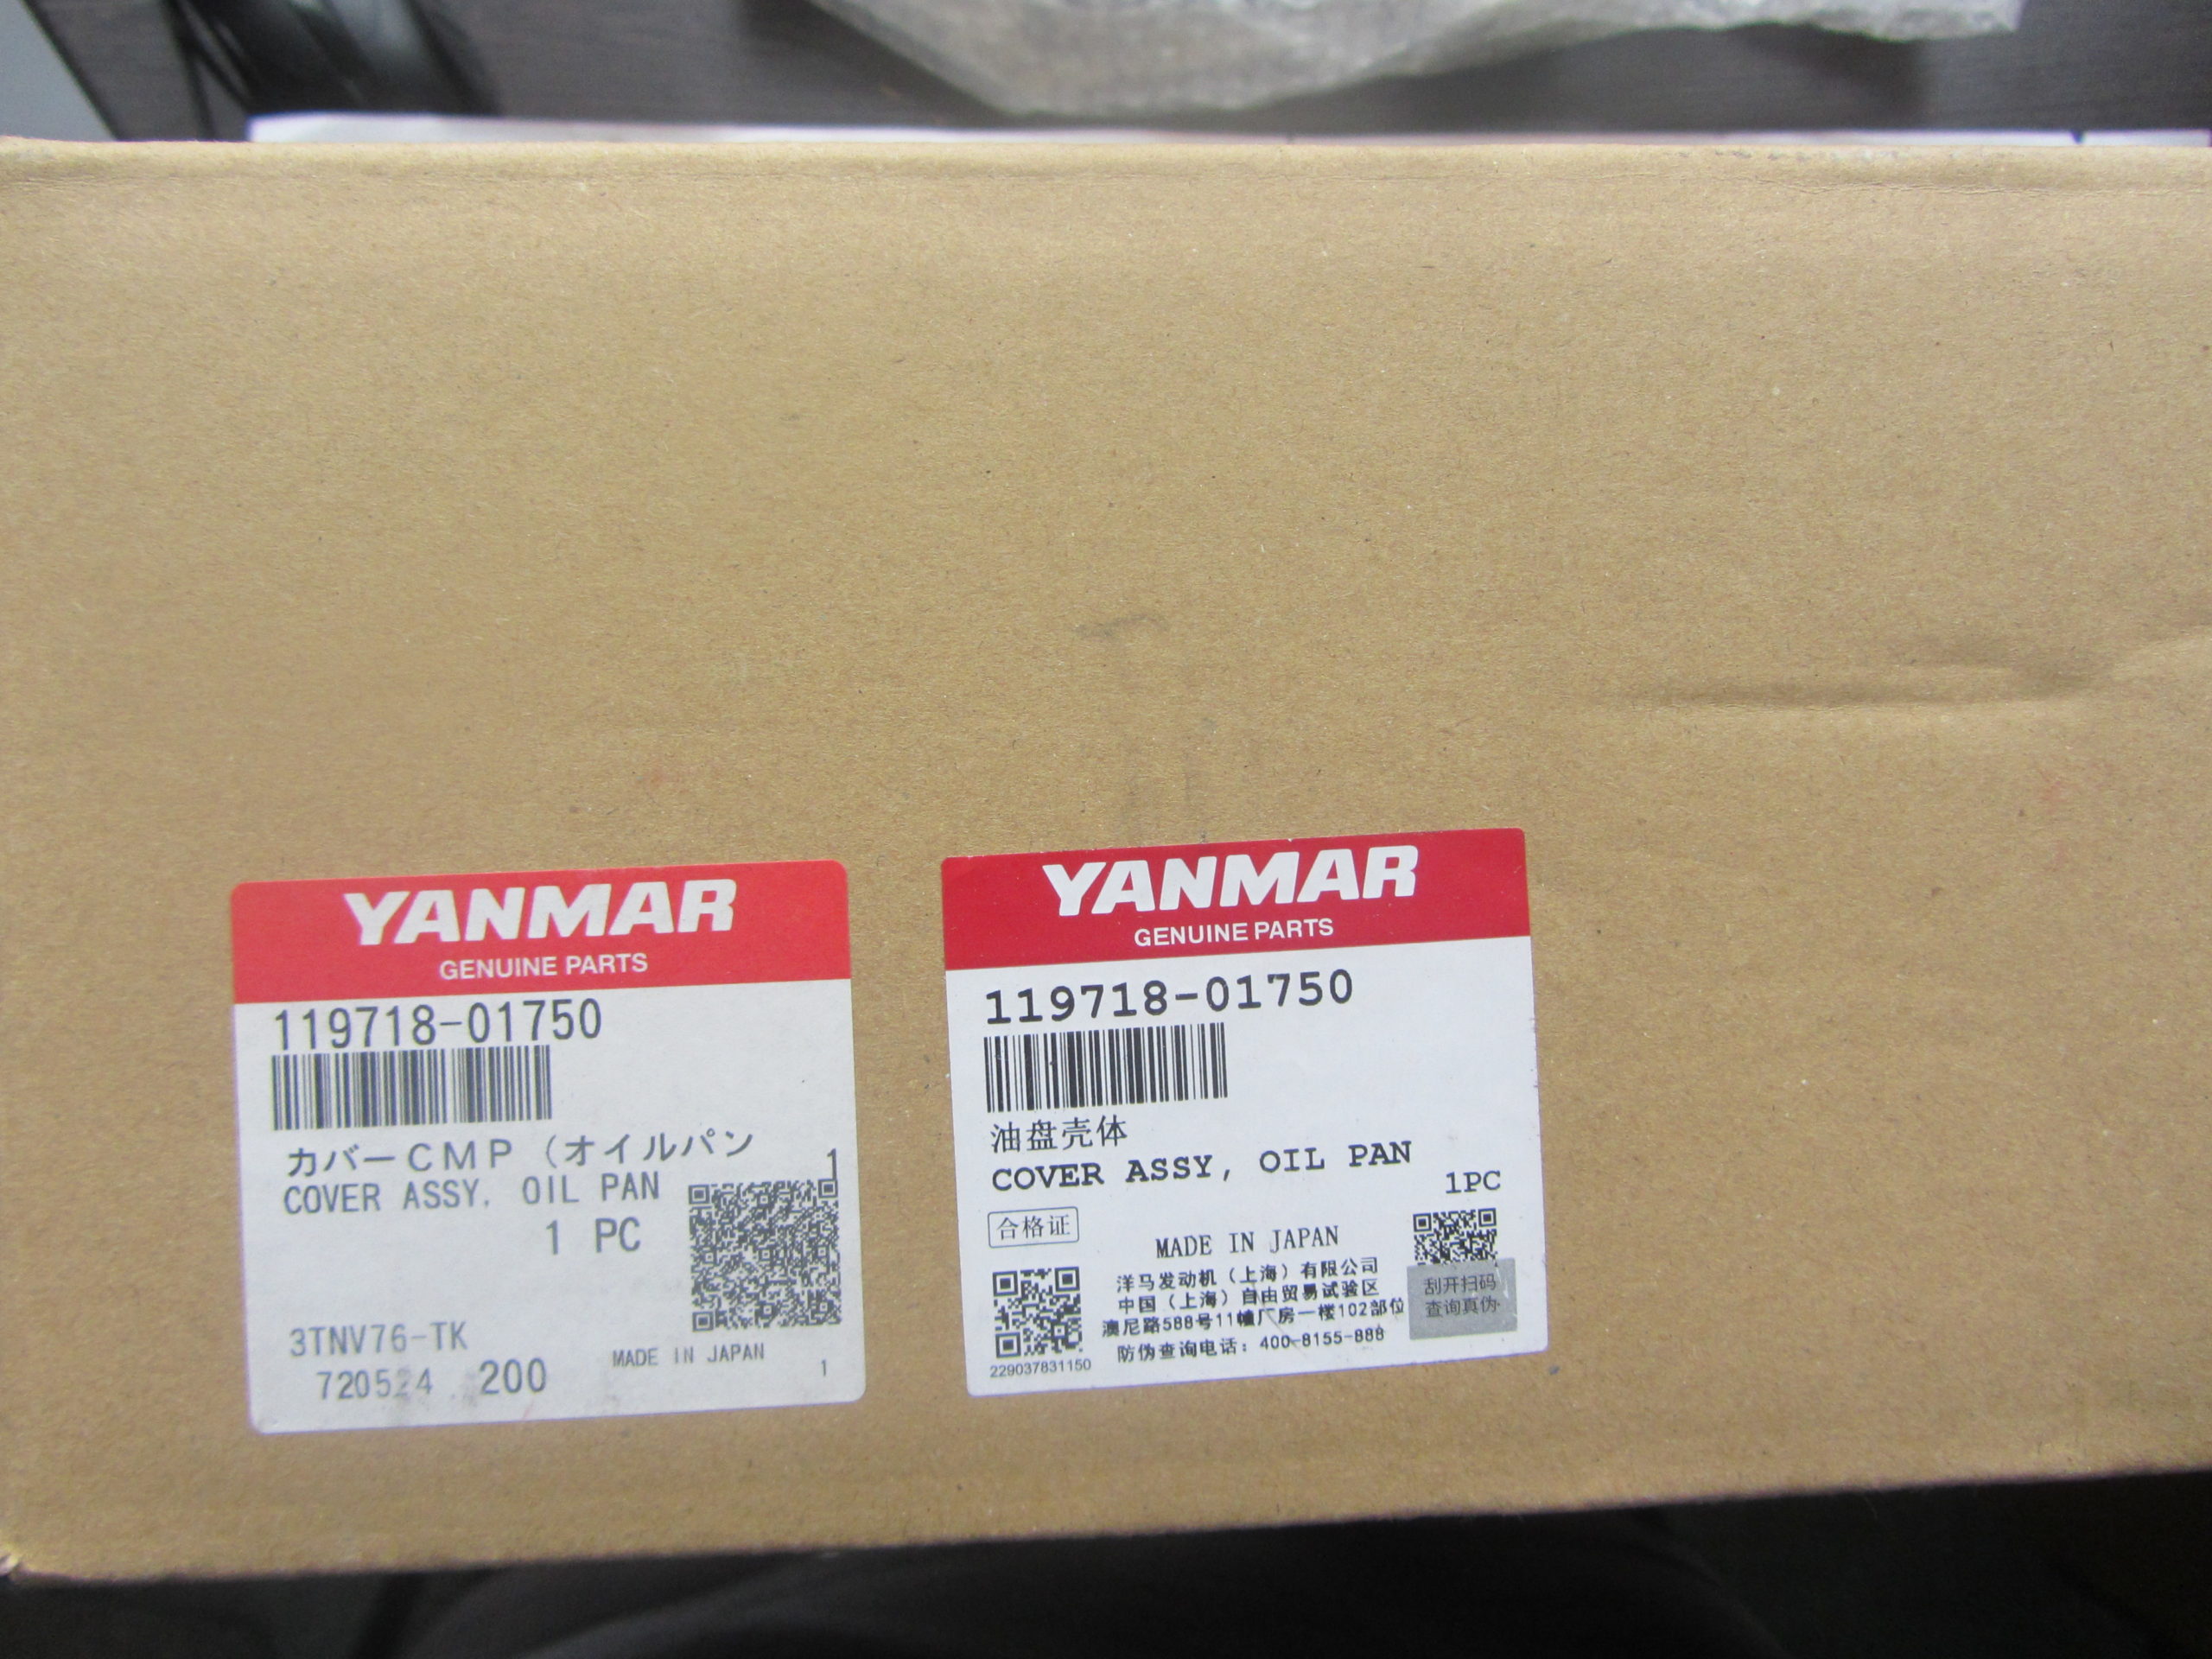 YANMAR
GENUINE PARTS
119718-01750
カバーCMP (オイルパン
1
COVER ASSY. OIL PAN
1 PC
3TNV76-TK
720524 200
MADE IN JAPAN
1
YANMAR
GENUINE PARTS
119718-01750
油盘壳体
COVER ASSY, OIL PAN
1PC
合格证
MADE IN JAPAN
洋马发动机（上海）有限公司
中国（上海）自由贸易试验区
澳尼路588号11幢厂房一楼102部位
防伪查询电话：400-8155-888
刮开扫码
查询真伪
229037831150